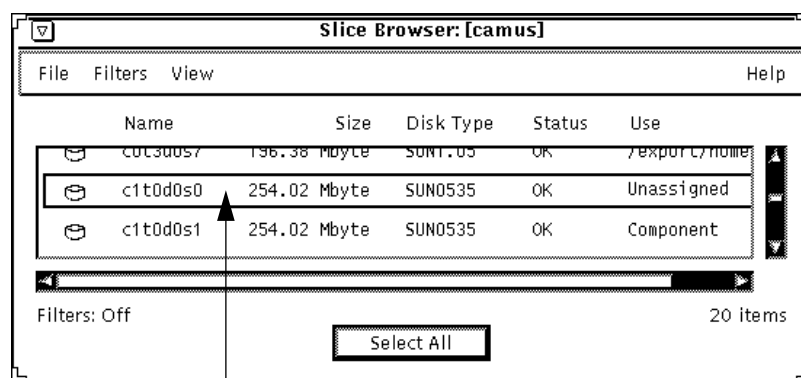 Slice Browser: [camus]
File Filters View Help
Name Size Disk Type Status Use
c0t3d0s7 196.38 Mbyte SUN1.05 OK /export/home
c1t0d0s0 254.02 Mbyte SUN0535 OK Unassigned
c1t0d0s1 254.02 Mbyte SUN0535 OK Component
Filters: Off 20 items
Select All